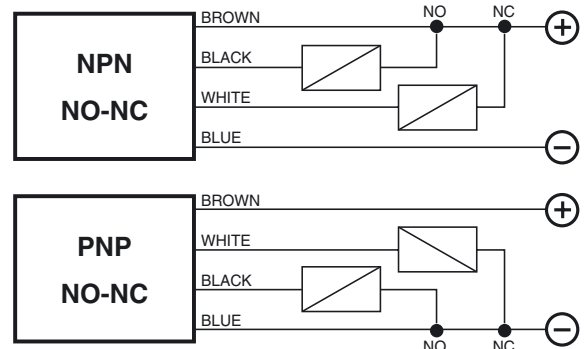 BROWN NO NC +
NPN
NO-NC
BLACK
WHITE
BLUE −
BROWN +
PNP
NO-NC
WHITE
BLACK
BLUE −
NO NC